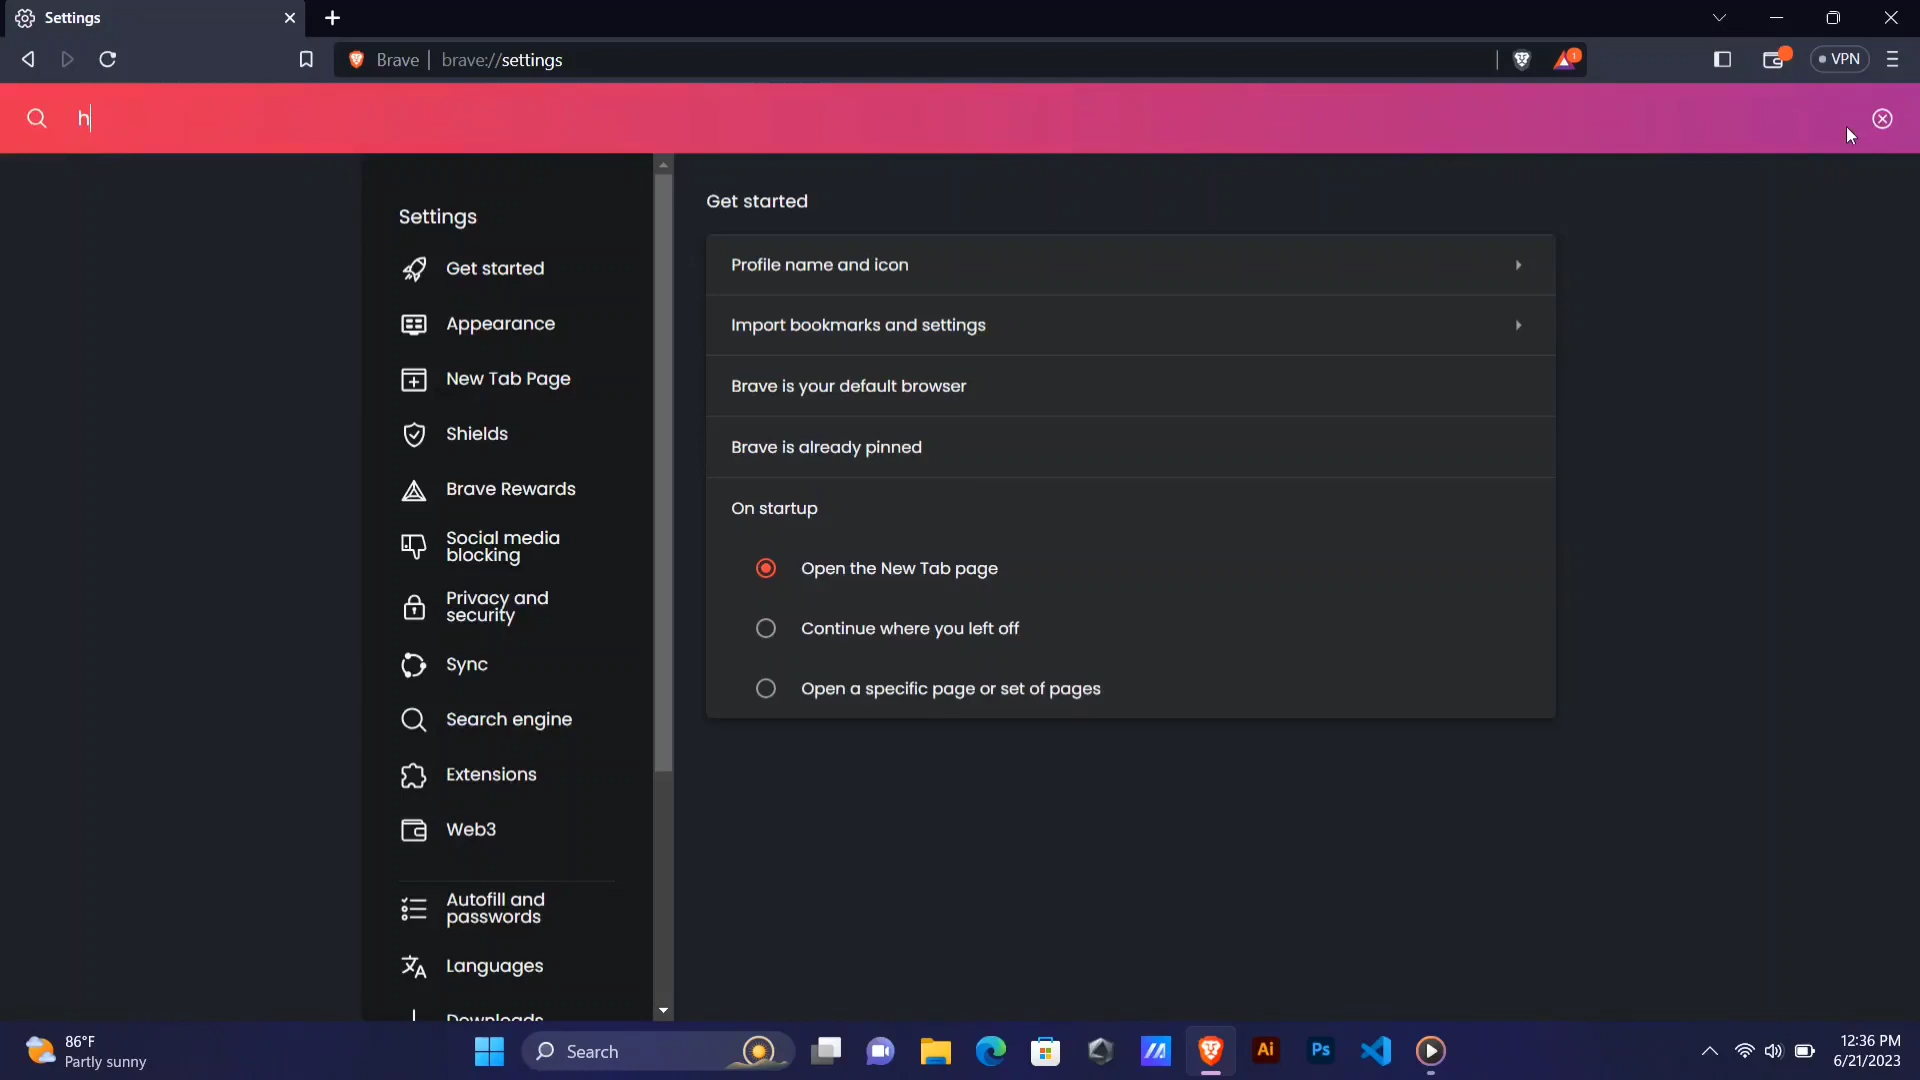 Settings
Brave
brave://settings
1
VPN
h
Settings
Get started
Appearance
New Tab Page
Shields
Brave Rewards
Social media
blocking
Privacy and
security
Sync
Search engine
Extensions
Web3
Autofill and
passwords
Languages
Downloads
Get started
Profile name and icon
Import bookmarks and settings
Brave is your default browser
Brave is already pinned
On startup
Open the New Tab page
Continue where you left off
Open a specific page or set of pages
86°F
Partly sunny
Search
Ai
Ps
12:36 PM
6/21/2023